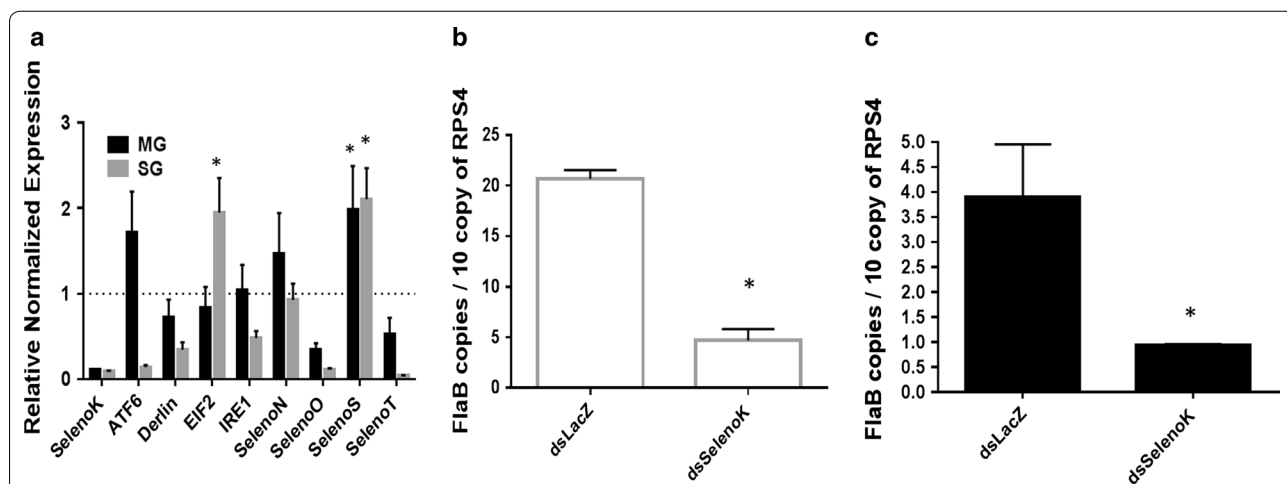 a
Relative Normalized Expression
3
2
1
0
MG
SG
*
* *
SelenoK
ATF6
Derlin
EIF2
IRE1
SelenoN
SelenoO
SelenoS
SelenoT
b
FlaB copies / 10 copy of RPS4
25
20
15
10
5
0
*
dsLacZ
dsSelenoK
c
FlaB copies / 10 copy of RPS4
5.0
4.5
4.0
3.5
3.0
2.5
2.0
1.5
1.0
0.5
0.0
*
dsLacZ
dsSelenoK